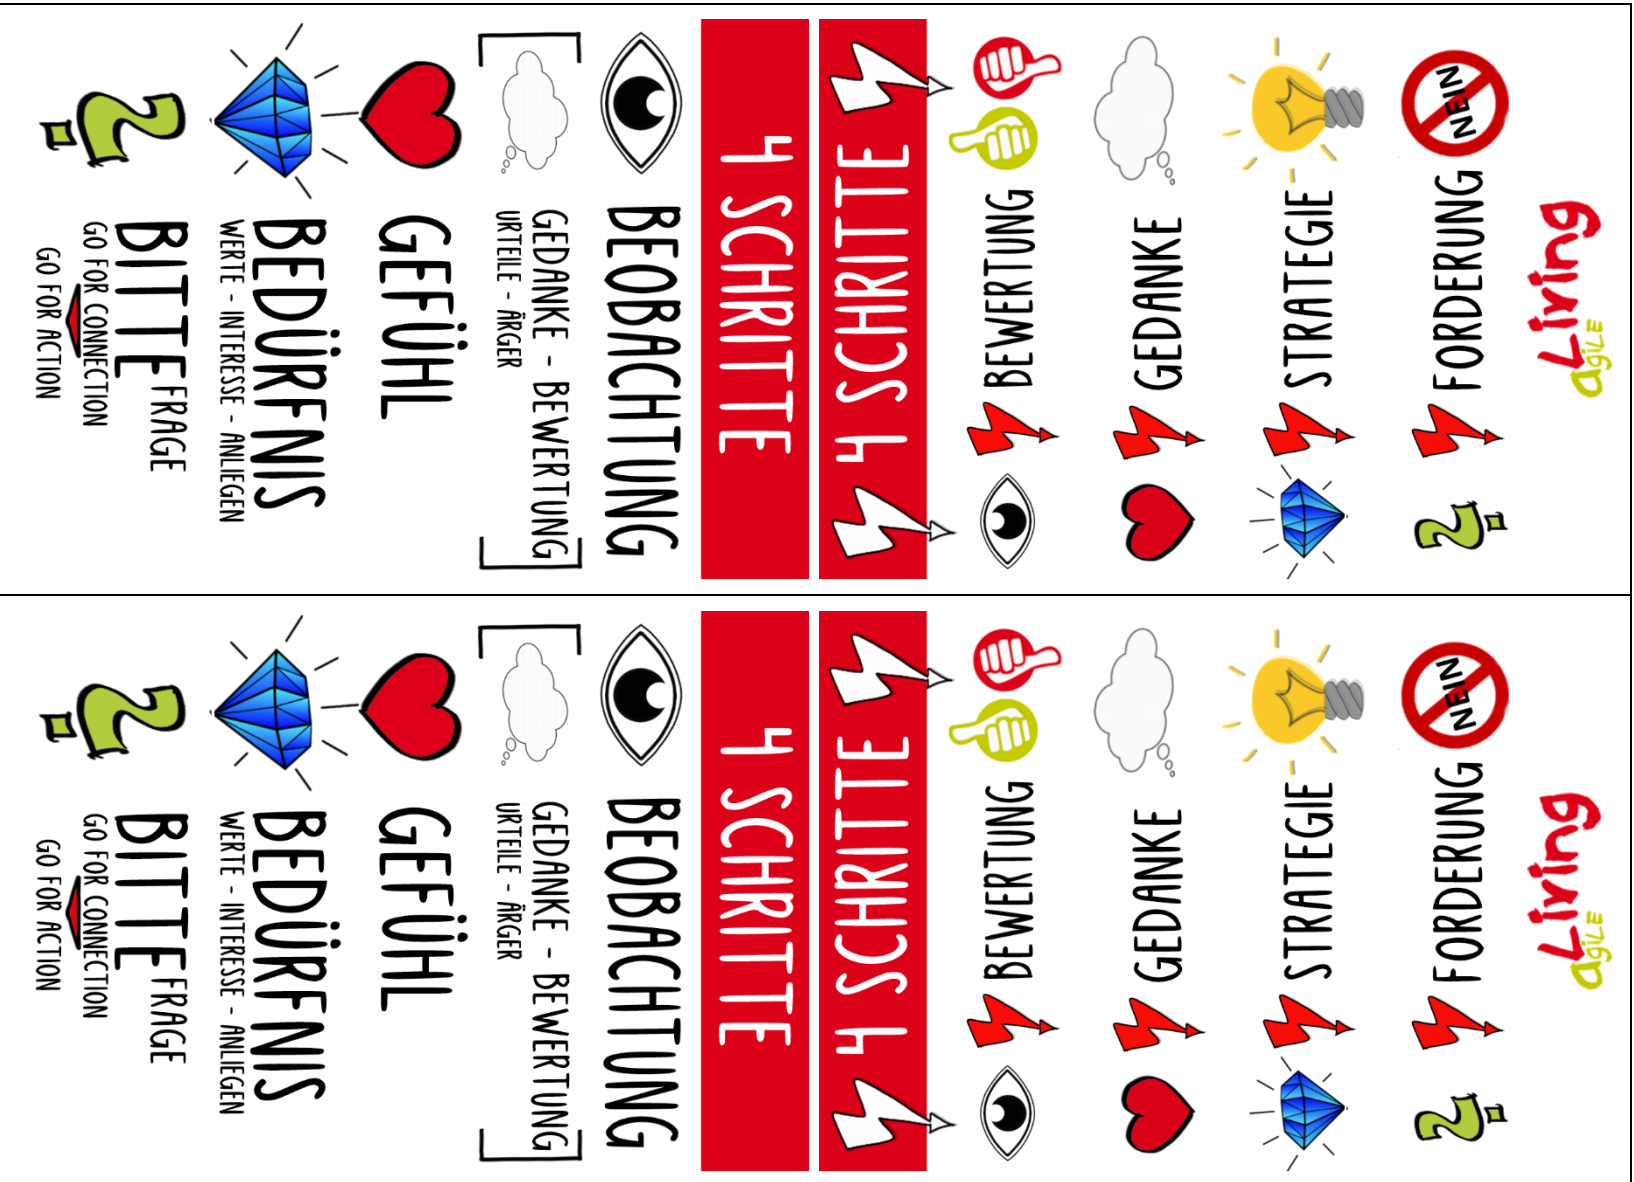 Living
agiLE
NEIN FORDERUNG
STRATEGIE
GEDANKE
BEWERTUNG
4 SCHRITTE
4 SCHRITTE
BEOBACHTUNG
GEDANKE - BEWERTUNG
URTEILE - ÄRGER
GEFÜHL
BEDÜRFNIS
WERTE - INTERESSE - ANLIEGEN
BITTE FRAGE
GO FOR CONNECTION
GO FOR ACTION
Living
agiLE
NEIN FORDERUNG
STRATEGIE
GEDANKE
BEWERTUNG
4 SCHRITTE
4 SCHRITTE
BEOBACHTUNG
GEDANKE - BEWERTUNG
URTEILE - ÄRGER
GEFÜHL
BEDÜRFNIS
WERTE - INTERESSE - ANLIEGEN
BITTE FRAGE
GO FOR CONNECTION
GO FOR ACTION